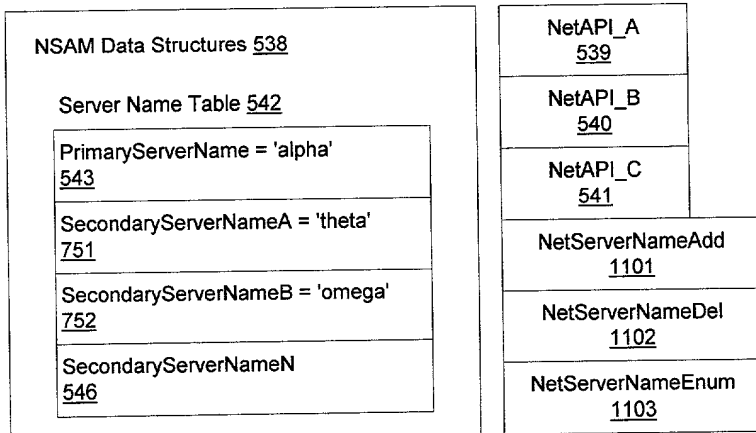 NSAM Data Structures 538
Server Name Table 542
PrimaryServerName = 'alpha'
543
SecondaryServerNameA = 'theta'
751
SecondaryServerNameB = 'omega'
752
SecondaryServerNameN
546
NetAPI_A
539
NetAPI_B
540
NetAPI_C
541
NetServerNameAdd
1101
NetServerNameDel
1102
NetServerNameEnum
1103